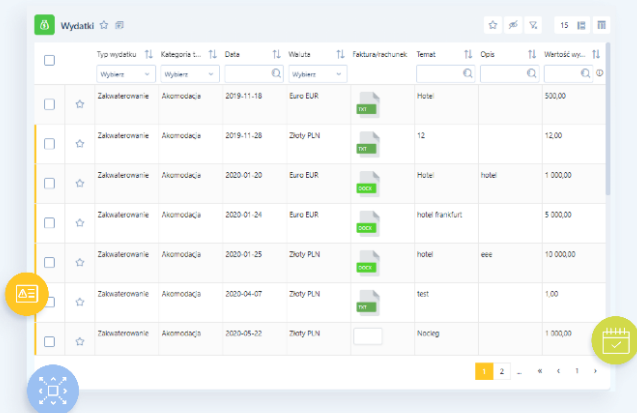 Wydatki
15
Typ wydatku Kategoria t... Data Waluta Faktura/rachunek Temat Opis Wartość wy...
Wybierz Wybierz Wybierz
Zakwaterowanie Akomodacja 2019-11-18 Euro EUR TXT Hotel 500,00
Zakwaterowanie Akomodacja 2019-11-28 Złoty PLN TXT 12 12,00
Zakwaterowanie Akomodacja 2020-01-20 Euro EUR DOCX Hotel hotel 1 000,00
Zakwaterowanie Akomodacja 2020-01-24 Euro EUR DOCX hotel frankfurt 5 000,00
Zakwaterowanie Akomodacja 2020-01-25 Złoty PLN DOCX hotel eee 10 000,00
Zakwaterowanie Akomodacja 2020-04-07 Złoty PLN TXT test 1,00
Zakwaterowanie Akomodacja 2020-05-22 Złoty PLN Nocleg 1 000,00
1 2 ... « ‹ 1 ›